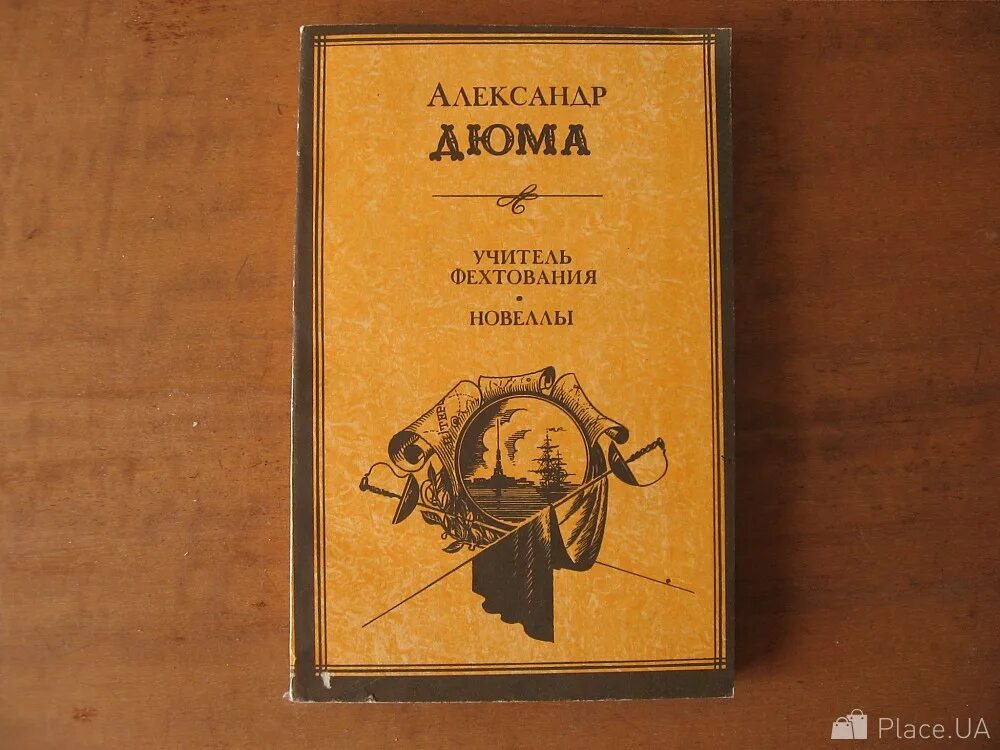 Александр
ДЮМА
УЧИТЕЛЬ
ФЕХТОВАНИЯ
•
НОВЕЛЛЫ
Place.UA